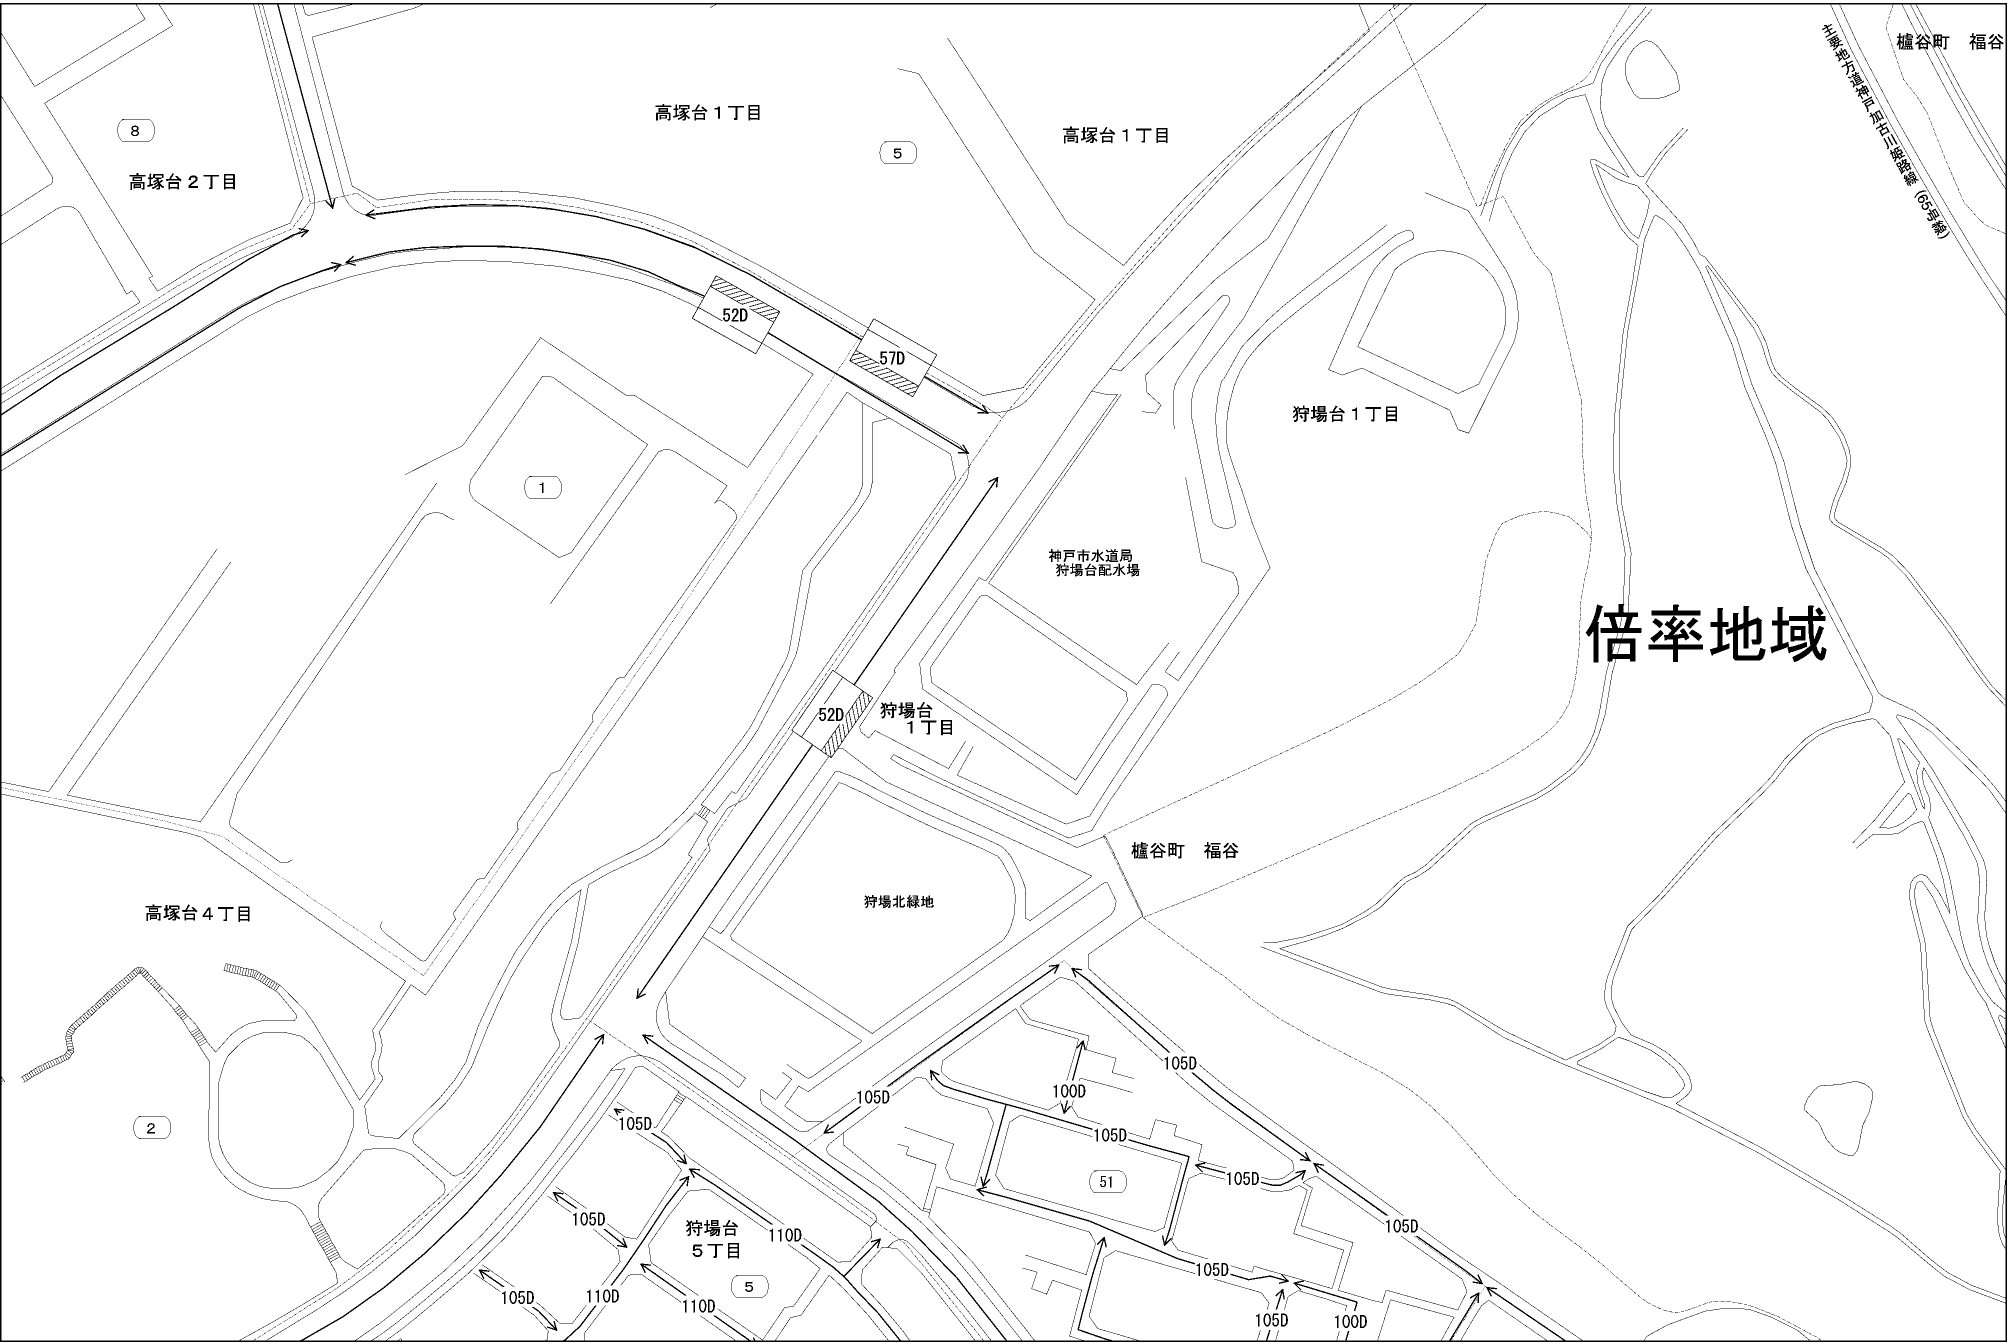 櫨谷町　福谷
主要地方道神戸加古川姫路線 (65号線)
高塚台１丁目
8
高塚台１丁目
5
高塚台２丁目
52D
57D
狩場台１丁目
1
神戸市水道局
狩場台配水場
倍率地域
52D
狩場台
１丁目
櫨谷町　福谷
狩場北緑地
高塚台４丁目
105D
105D
100D
105D
105D
2
51
105D
105D
105D
狩場台
５丁目
110D
105D
5
105D
110D
110D
105D
100D